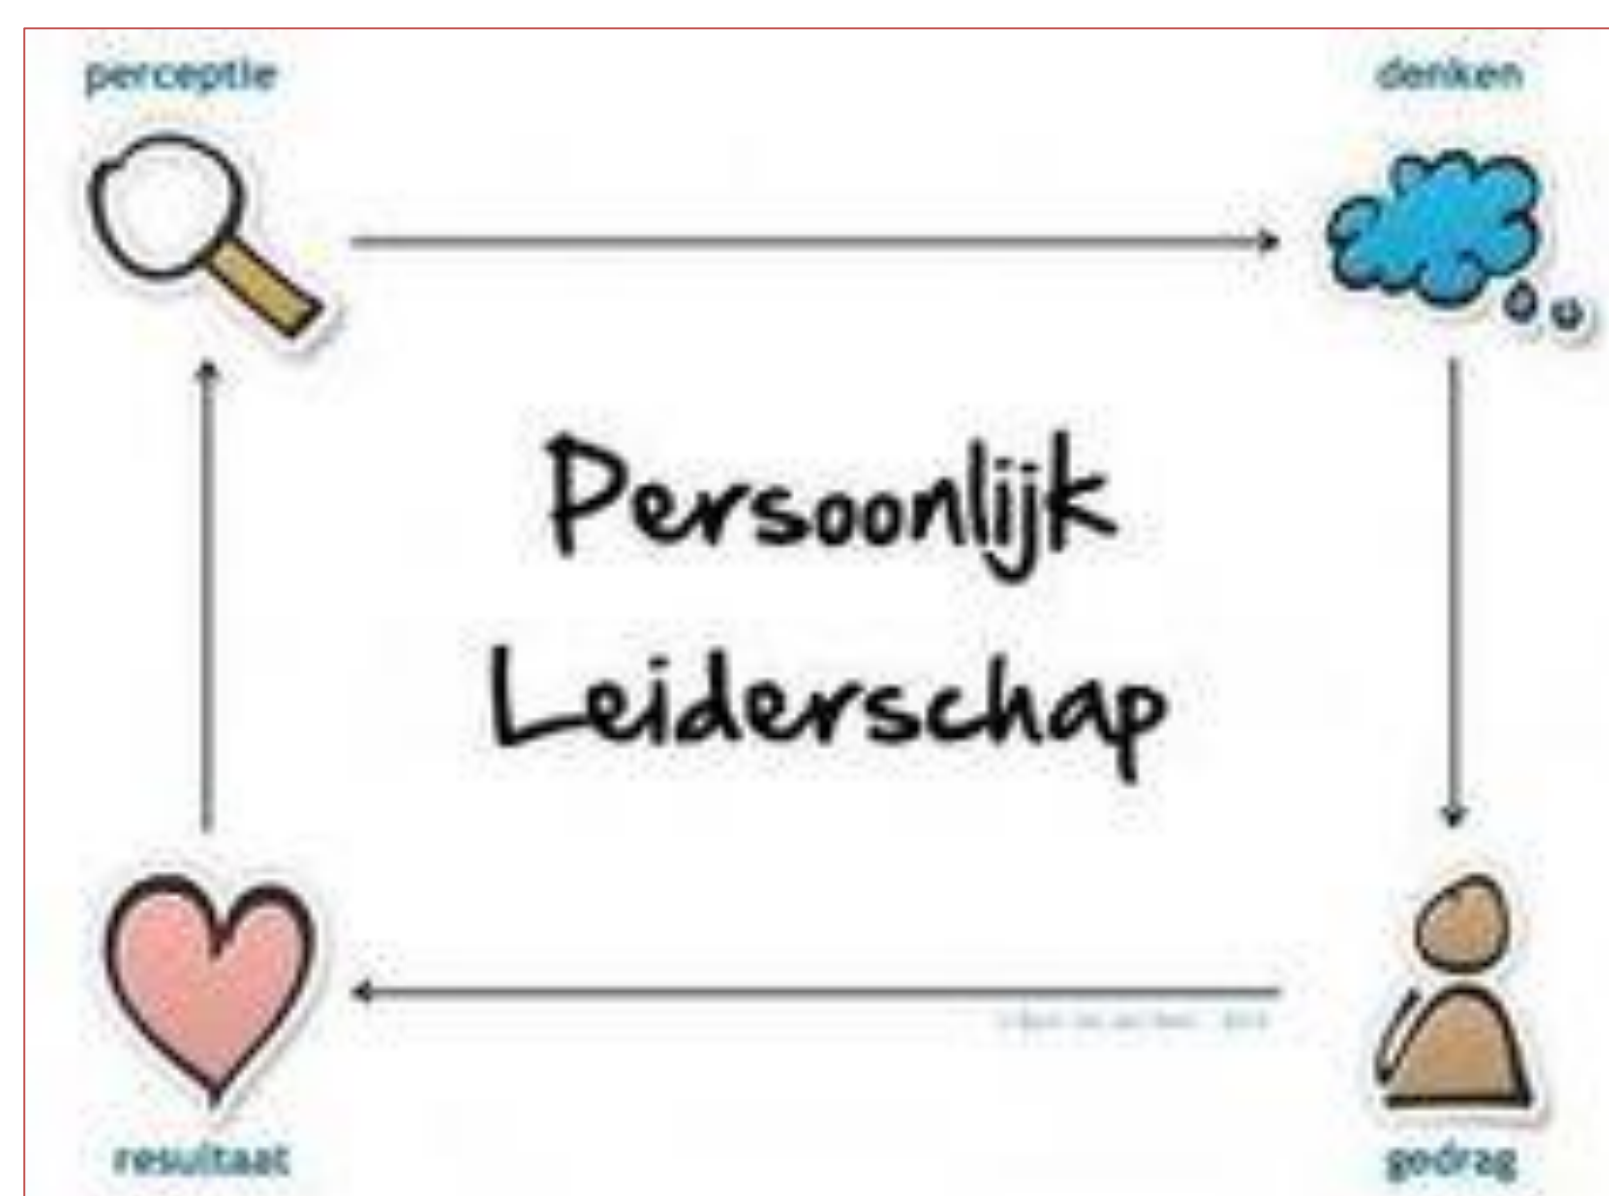 perceptie
denken
Persoonlijk
Leiderschap
resultaat
gedrag